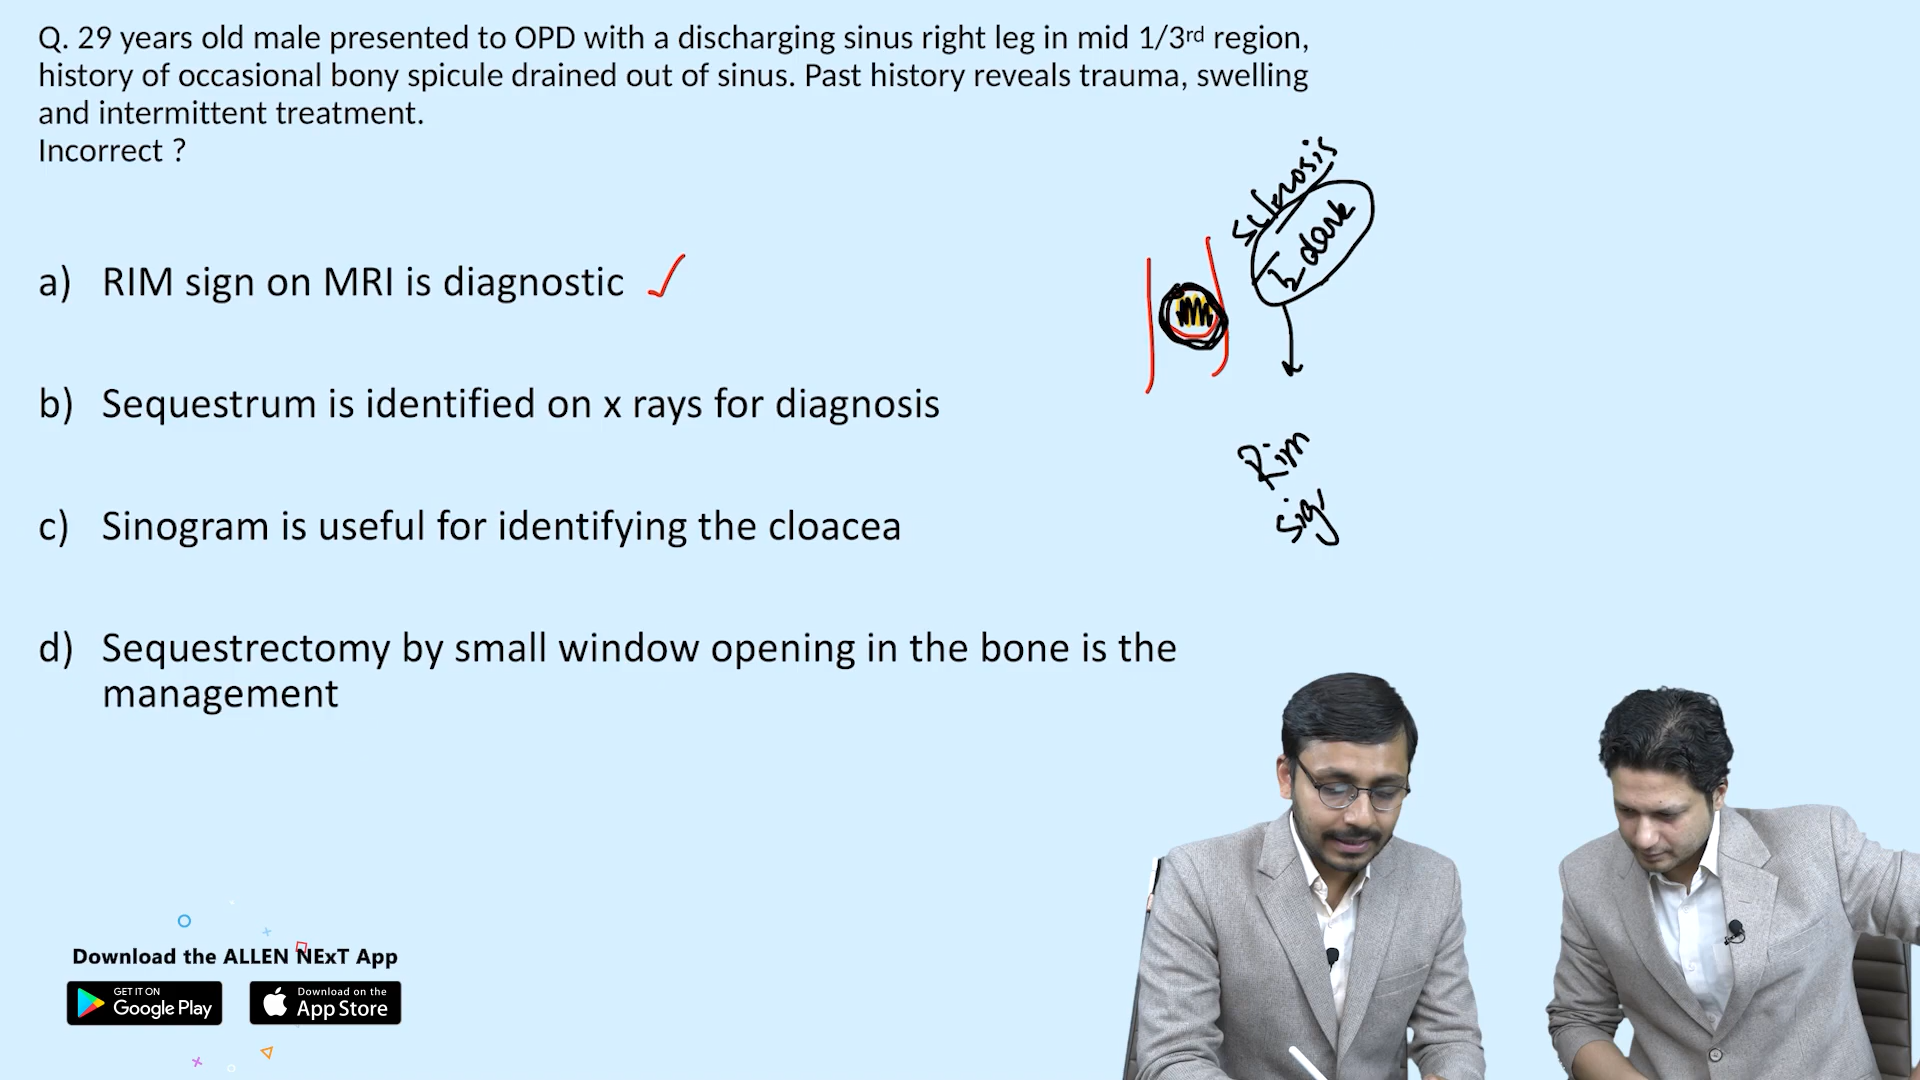 Q. 29 years old male presented to OPD with a discharging sinus right leg in mid 1/3rd region,
history of occasional bony spicule drained out of sinus. Past history reveals trauma, swelling
and intermittent treatment.
Incorrect ?
a) RIM sign on MRI is diagnostic
b) Sequestrum is identified on x rays for diagnosis
c) Sinogram is useful for identifying the cloacea
d) Sequestrectomy by small window opening in the bone is the
management
Sclerosis
dark
Rim
Sig
Download the ALLEN NExT App
GET IT ON
Google Play
Download on the
App Store